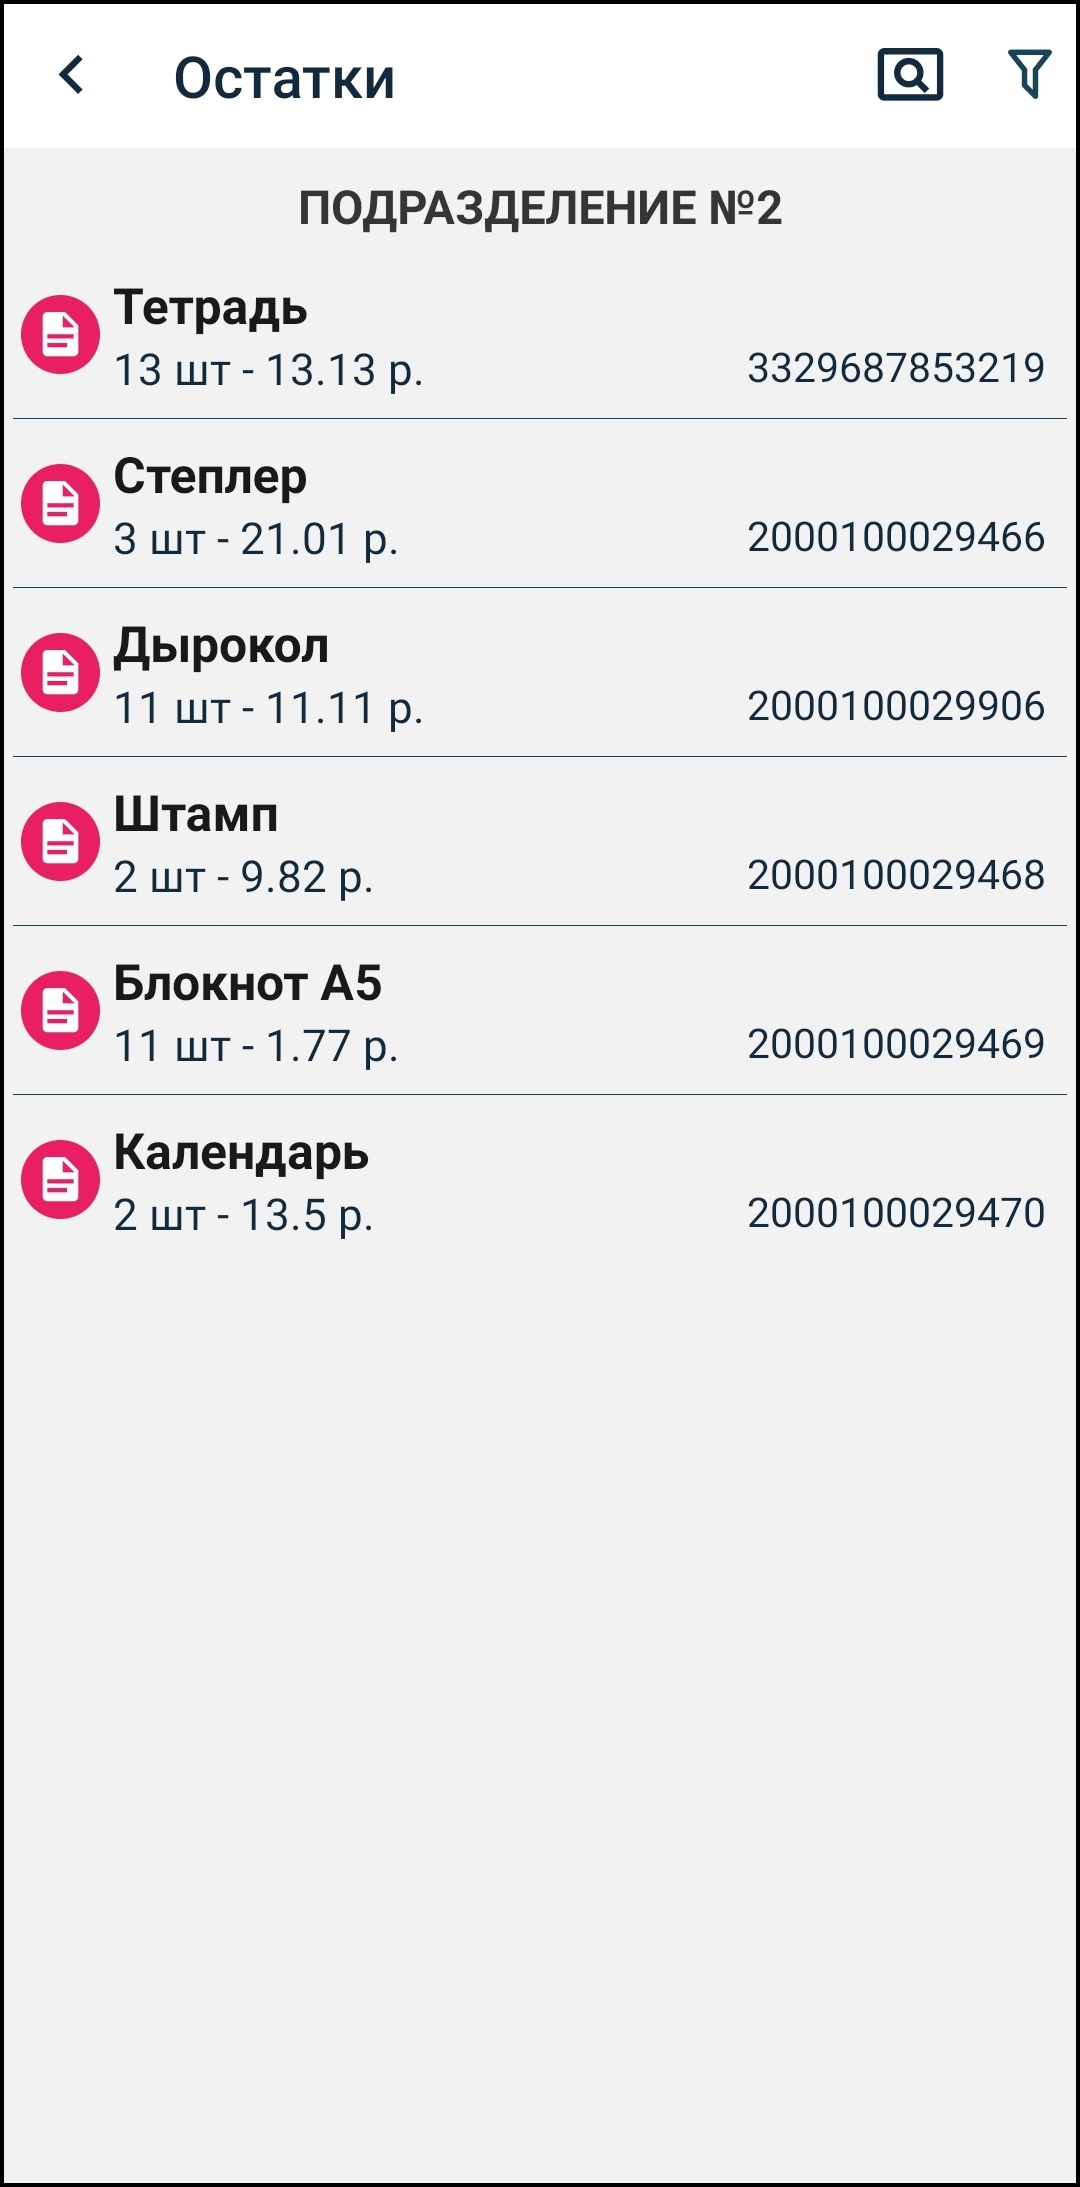 Остатки
ПОДРАЗДЕЛЕНИЕ №2
Тетрадь
13 шт - 13.13 р. 3329687853219
Степлер
3 шт - 21.01 р. 2000100029466
Дырокол
11 шт - 11.11 р. 2000100029906
Штамп
2 шт - 9.82 р. 2000100029468
Блокнот А5
11 шт - 1.77 р. 2000100029469
Календарь
2 шт - 13.5 р. 2000100029470